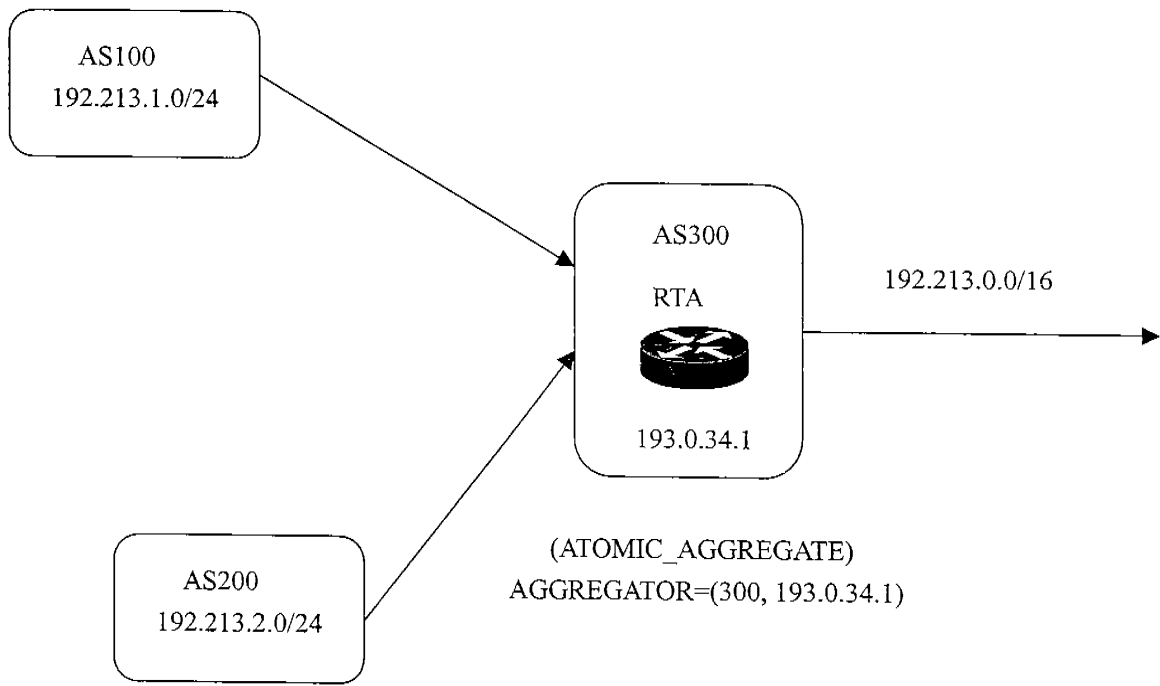 AS100
192.213.1.0/24
AS300
RTA
193.0.34.1
192.213.0.0/16
AS200
192.213.2.0/24
(ATOMIC_AGGREGATE)
AGGREGATOR=(300, 193.0.34.1)